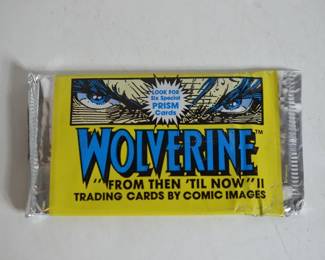 LOOK FOR
Six Special
PRISM
Cards
WOLVERINE™
"FROM THEN 'TIL NOW" II
TRADING CARDS BY COMIC IMAGES